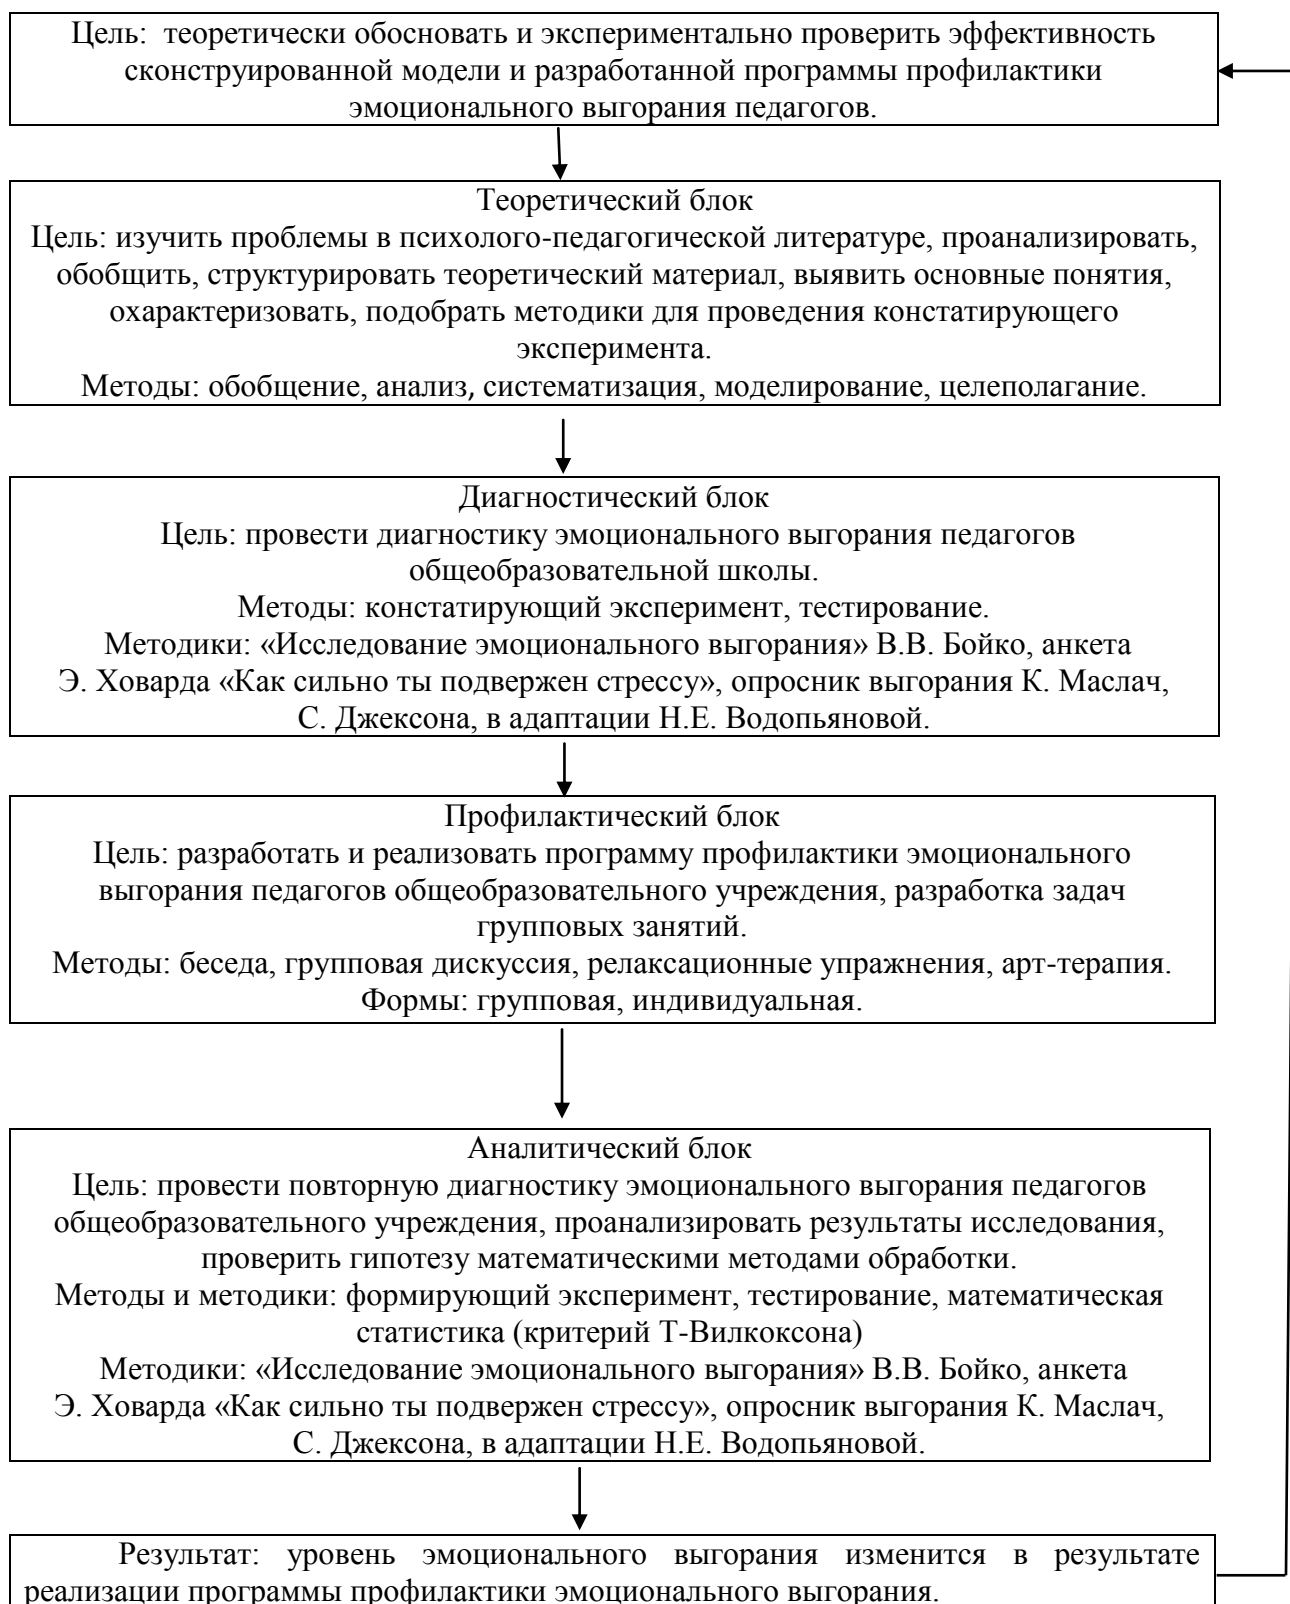 Цель:  теоретически обосновать и экспериментально проверить эффективность
сконструированной модели и разработанной программы профилактики
эмоционального выгорания педагогов.
Теоретический блок
Цель: изучить проблемы в психолого-педагогической литературе, проанализировать,
обобщить, структурировать теоретический материал, выявить основные понятия,
охарактеризовать, подобрать методики для проведения констатирующего
эксперимента.
Методы: обобщение, анализ, систематизация, моделирование, целеполагание.
Диагностический блок
Цель: провести диагностику эмоционального выгорания педагогов
общеобразовательной школы.
Методы: констатирующий эксперимент, тестирование.
Методики: «Исследование эмоционального выгорания» В.В. Бойко, анкета
Э. Ховарда «Как сильно ты подвержен стрессу», опросник выгорания К. Маслач,
С. Джексона, в адаптации Н.Е. Водопьяновой.
Профилактический блок
Цель: разработать и реализовать программу профилактики эмоционального
выгорания педагогов общеобразовательного учреждения, разработка задач
групповых занятий.
Методы: беседа, групповая дискуссия, релаксационные упражнения, арт-терапия.
Формы: групповая, индивидуальная.
Аналитический блок
Цель: провести повторную диагностику эмоционального выгорания педагогов
общеобразовательного учреждения, проанализировать результаты исследования,
проверить гипотезу математическими методами обработки.
Методы и методики: формирующий эксперимент, тестирование, математическая
статистика (критерий Т-Вилкоксона)
Методики: «Исследование эмоционального выгорания» В.В. Бойко, анкета
Э. Ховарда «Как сильно ты подвержен стрессу», опросник выгорания К. Маслач,
С. Джексона, в адаптации Н.Е. Водопьяновой.
Результат: уровень эмоционального выгорания изменится в результате
реализации программы профилактики эмоционального выгорания.